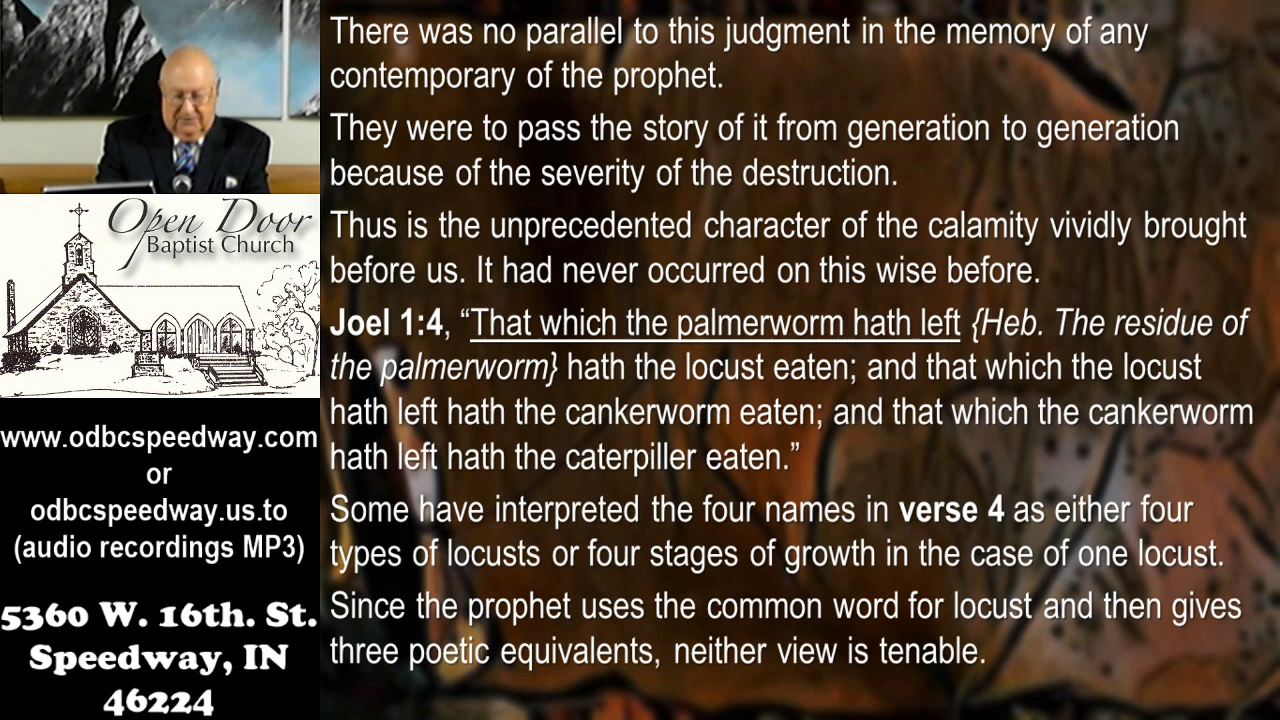 Open Door
Baptist Church
www.odbcspeedway.com
or
odbcspeedway.us.to
(audio recordings MP3)
5360 W. 16th. St.
Speedway, IN
46224
There was no parallel to this judgment in the memory of any
contemporary of the prophet.
They were to pass the story of it from generation to generation
because of the severity of the destruction.
Thus is the unprecedented character of the calamity vividly brought
before us. It had never occurred on this wise before.
Joel 1:4, “That which the palmerworm hath left {Heb. The residue of
the palmerworm} hath the locust eaten; and that which the locust
hath left hath the cankerworm eaten; and that which the cankerworm
hath left hath the caterpiller eaten.”
Some have interpreted the four names in verse 4 as either four
types of locusts or four stages of growth in the case of one locust.
Since the prophet uses the common word for locust and then gives
three poetic equivalents, neither view is tenable.